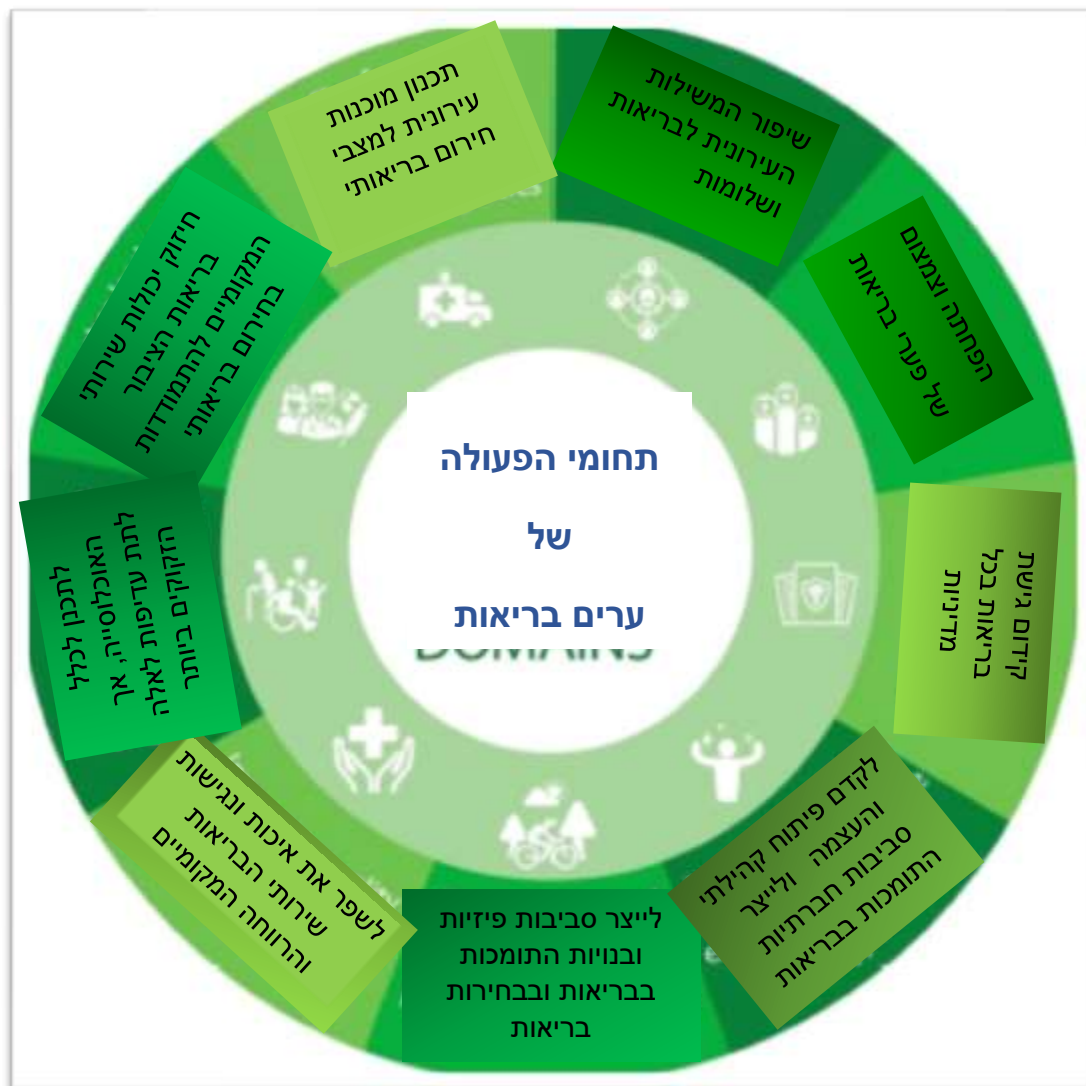 תחומי הפעולה
של
ערים בריאות
DOMAINS
שיפור המשילות
העירונית לבריאות
ושלומות
הפחתה וצמצום
של פערי בריאות
קידום גישת
בריאות בכל
מדיניות
לקדם פיתוח קהילתי
והעצמה ולייצר
סביבות חברתיות
התומכות בבריאות
לייצר סביבות פיזיות
ובנויות התומכות
בבריאות ובבחירות
בריאות
לשפר את איכות ונגישות
שירותי הבריאות
והרווחה המקומיים
לתכנן לכלל
האוכלוסייה, אך
לתת עדיפות לאלה
הזקוקים ביותר
חיזוק יכולות שירותי
בריאות הציבור
המקומיים להתמודדות
בחירום בריאותי
תכנון מוכנות
עירונית למצבי
חירום בריאותי